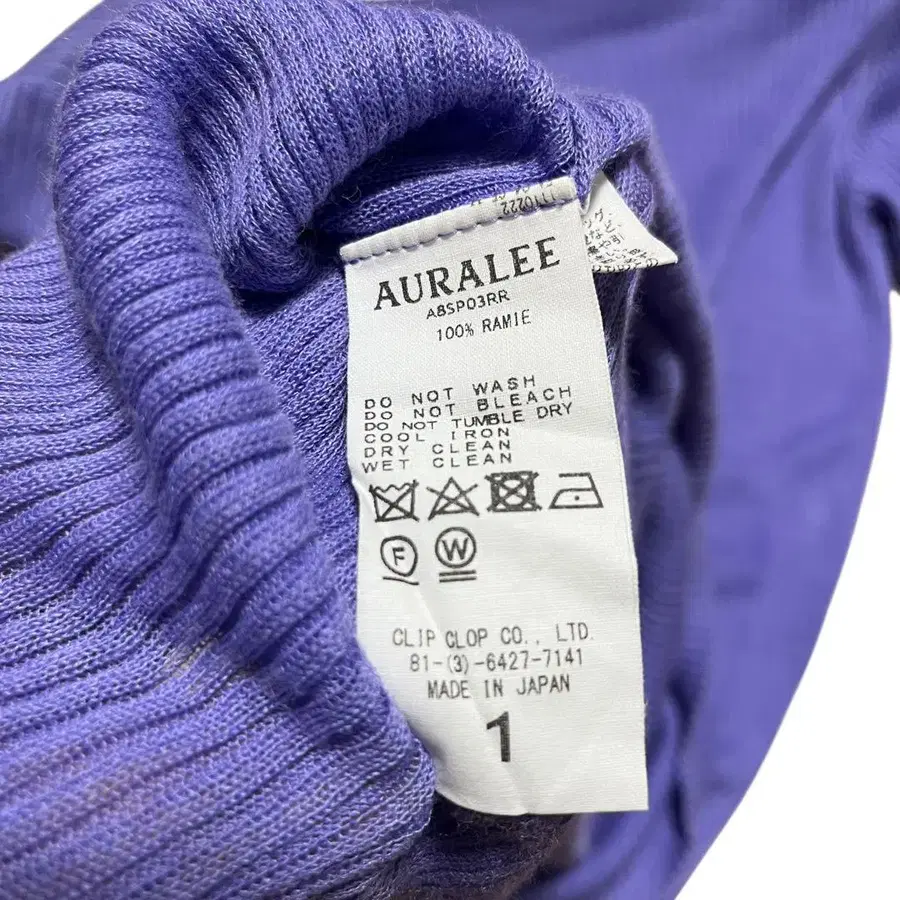 AURALEE
A8SP03RR
100% RAMIE
DO NOT WASH
DO NOT BLEACH
DO NOT TUMBLE DRY
COOL IRON
DRY CLEAN
WET CLEAN
F W
CLIP CLOP CO., LTD.
81-(3)-6427-7141
MADE IN JAPAN
1